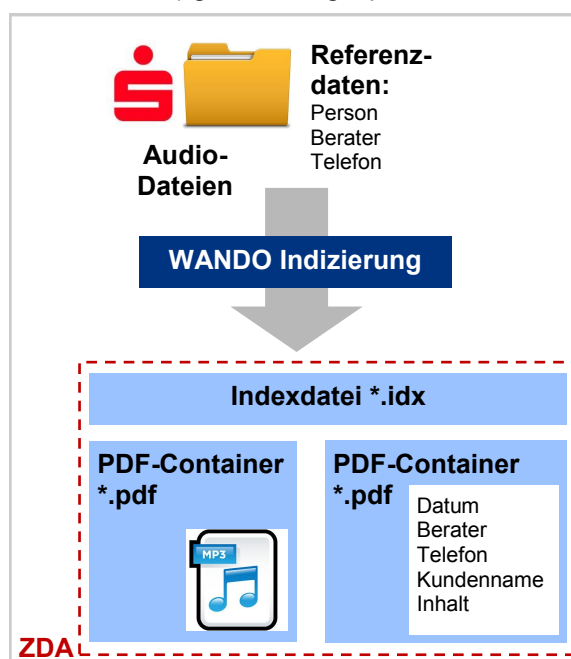 Referenz-
daten:
Person
Berater
Telefon
Audio-
Dateien
WANDO Indizierung
Indexdatei *.idx
PDF-Container
*.pdf
MP3
PDF-Container
*.pdf
Datum
Berater
Telefon
Kundenname
Inhalt
ZDA